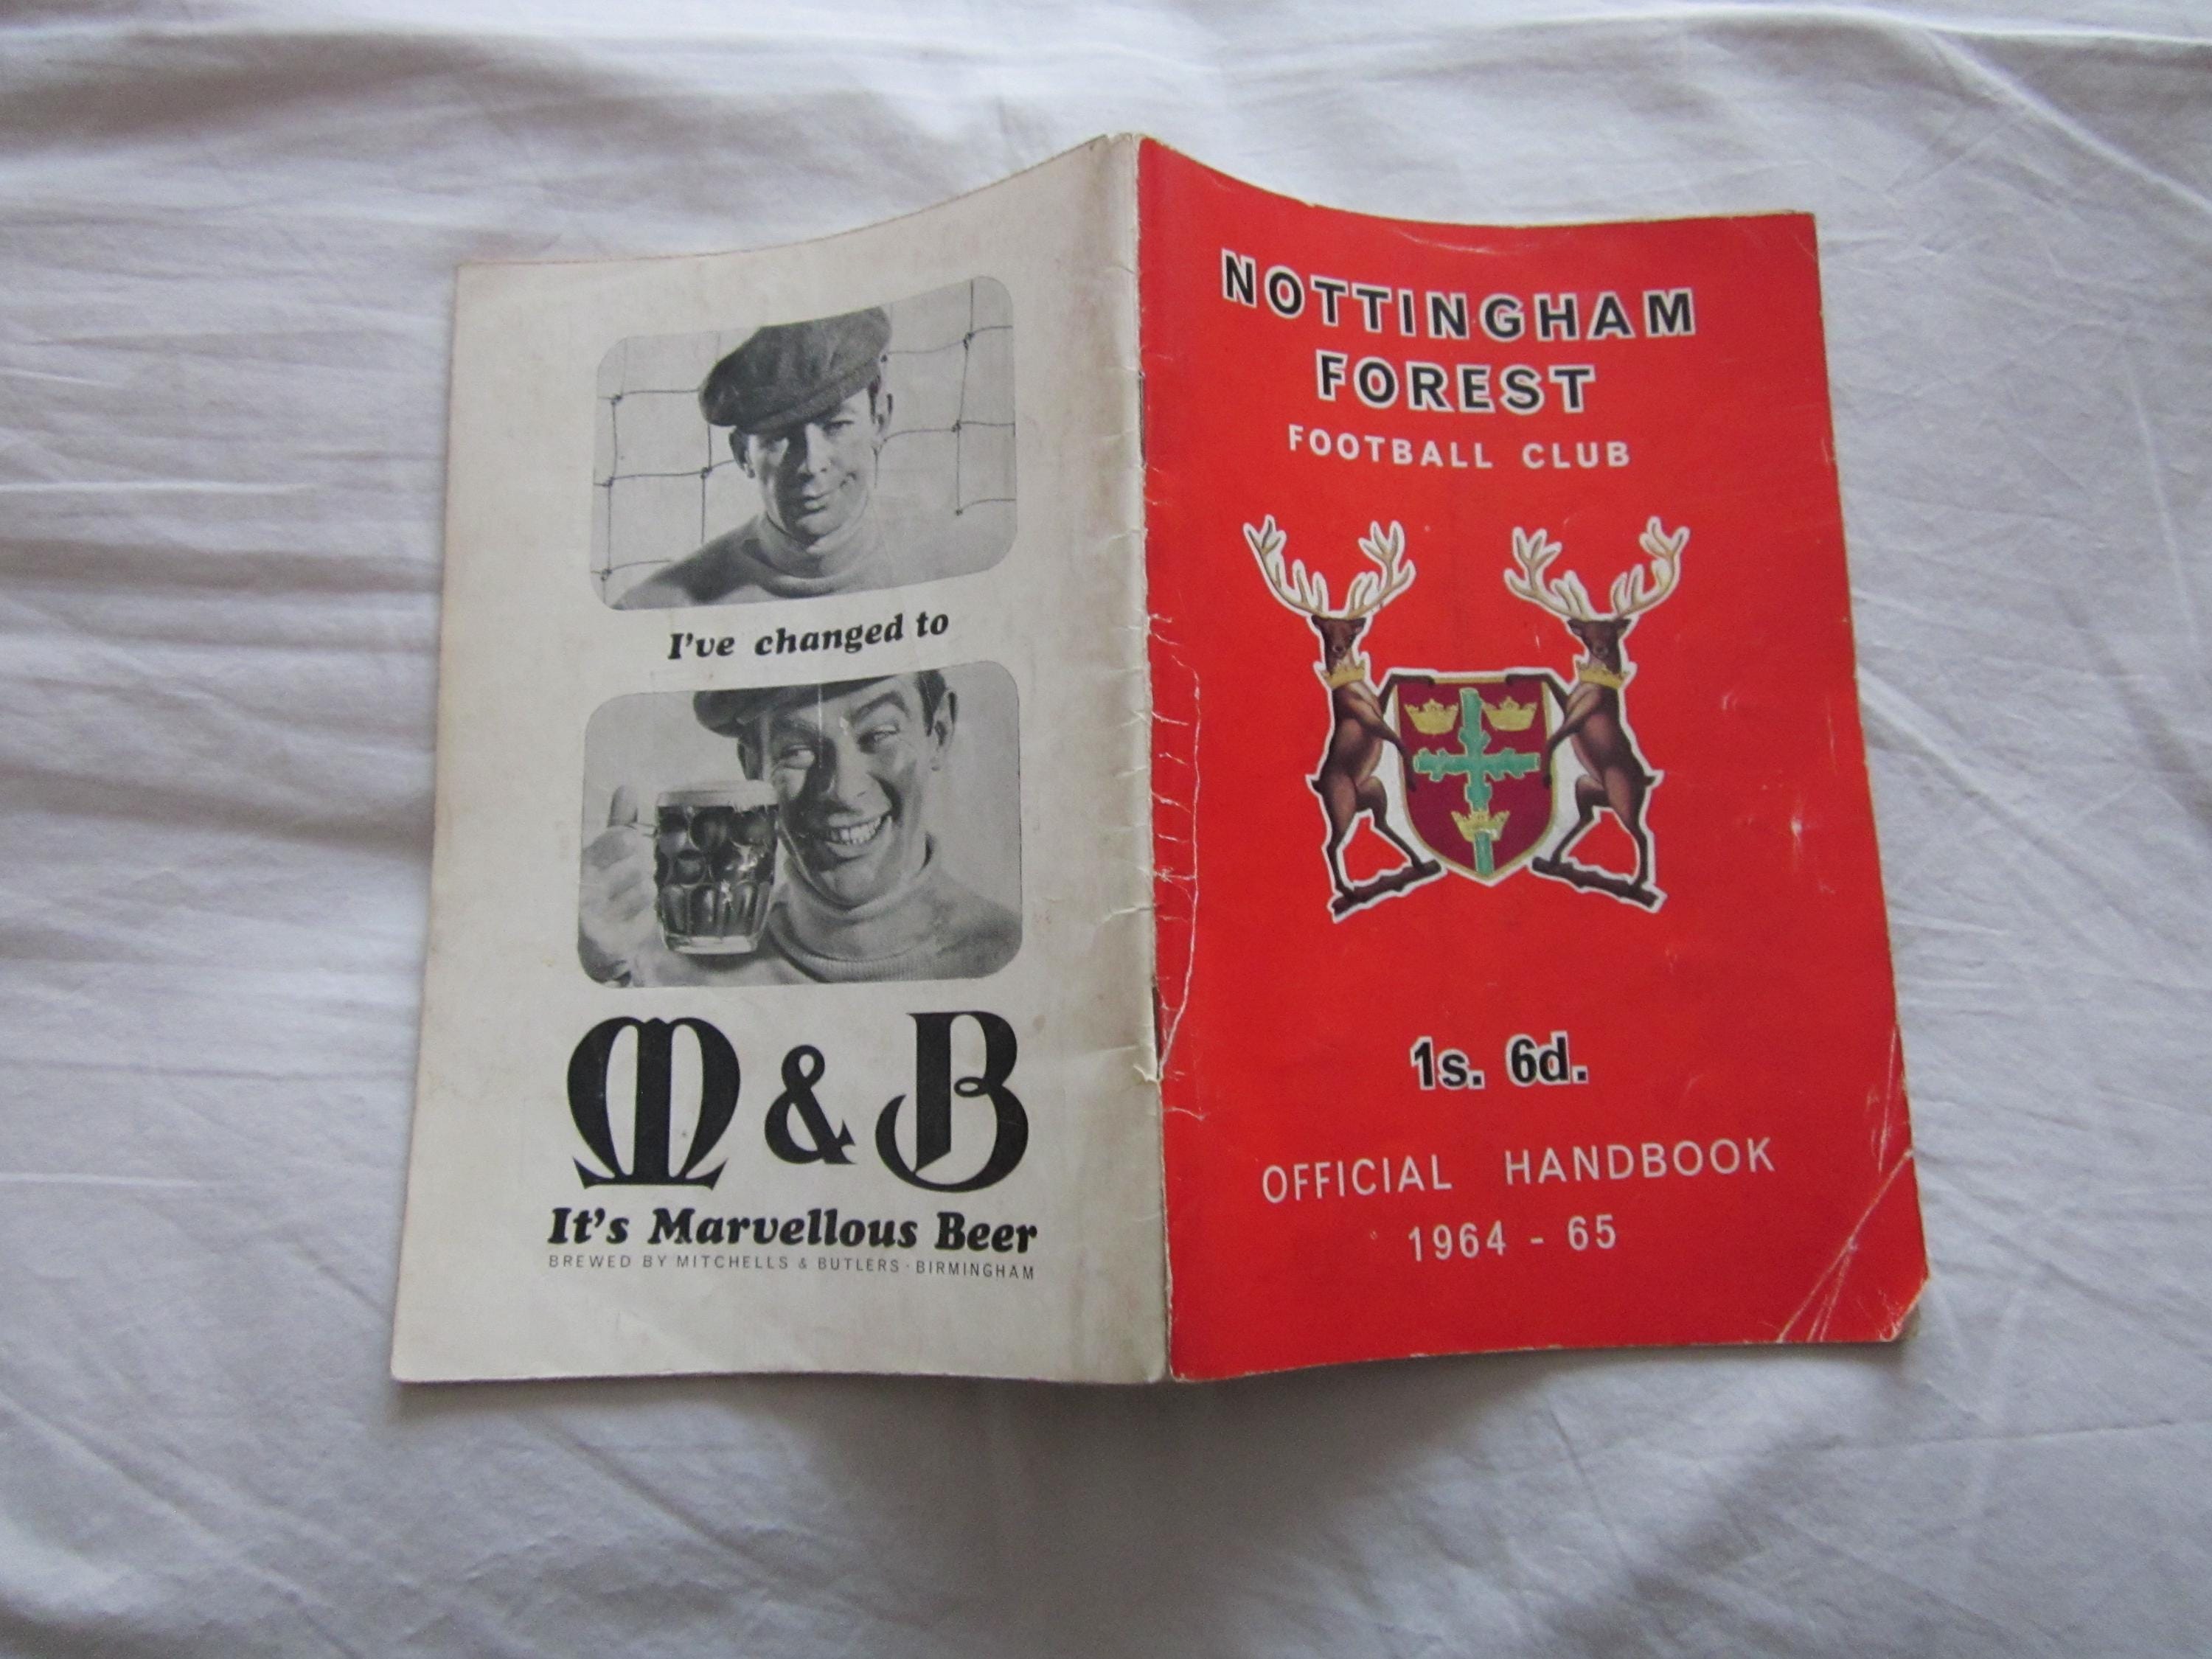 I've changed to
M & B
It's Marvellous Beer
BREWED BY MITCHELLS & BUTLERS · BIRMINGHAM
NOTTINGHAM
FOREST
FOOTBALL CLUB
1s. 6d.
OFFICIAL HANDBOOK
1964 - 65